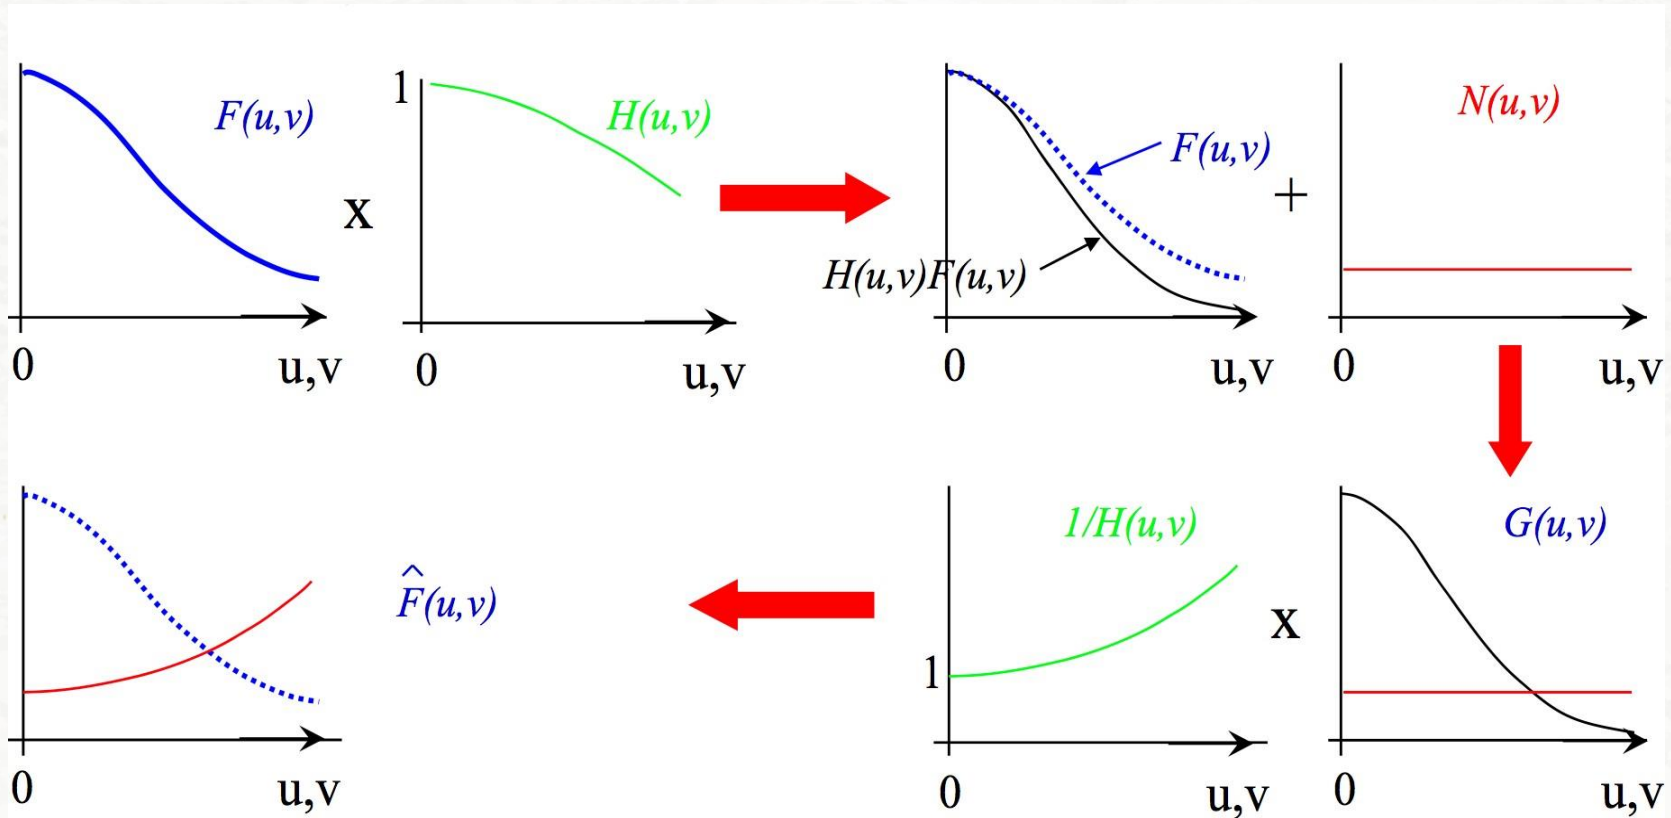 F(u,v)
x
1
H(u,v)
F(u,v)
H(u,v)F(u,v)
+
N(u,v)
0
u,v
0
u,v
0
u,v
0
u,v
F̂(u,v)
1/H(u,v)
1
x
G(u,v)
0
u,v
0
u,v
0
u,v